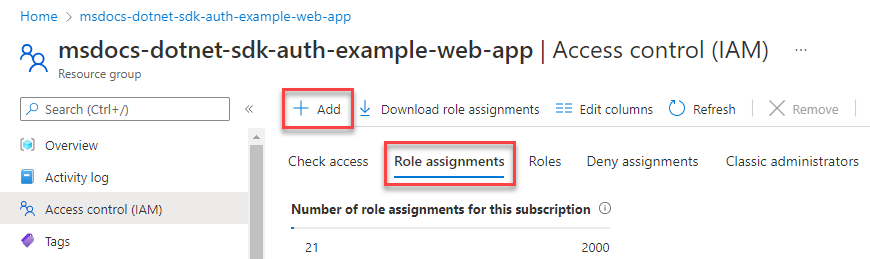 Home > msdocs-dotnet-sdk-auth-example-web-app
msdocs-dotnet-sdk-auth-example-web-app | Access control (IAM) ...
Resource group
Search (Ctrl+/) «
Add Download role assignments Edit columns Refresh Remove
Overview
Activity log
Access control (IAM)
Tags
Check access Role assignments Roles Deny assignments Classic administrators
Number of role assignments for this subscription
21 2000